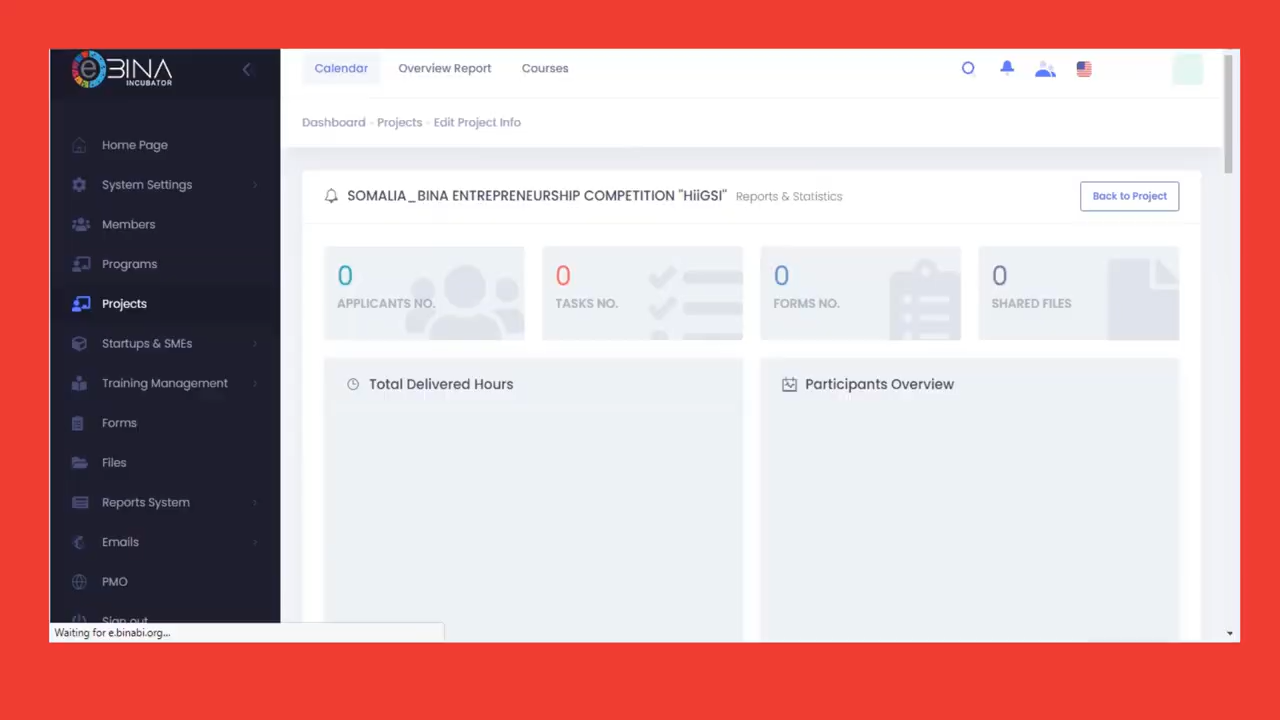 eBINA
INCUBATOR
Calendar
Overview Report
Courses
Dashboard - Projects - Edit Project Info
Home Page
System Settings
Members
Programs
Projects
Startups & SMEs
Training Management
Forms
Files
Reports System
Emails
PMO
Sign out
SOMALIA_BINA ENTREPRENEURSHIP COMPETITION "HiiGSI" Reports & Statistics
Back to Project
0
APPLICANTS NO.
0
TASKS NO.
0
FORMS NO.
0
SHARED FILES
Total Delivered Hours
Participants Overview
Waiting for e.binabi.org...